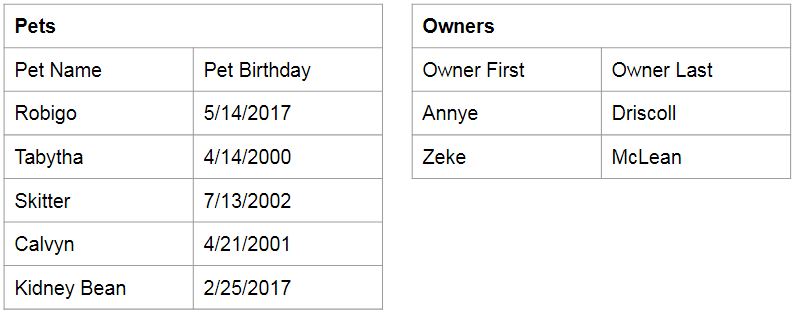 Pets
Pet Name Pet Birthday
Robigo 5/14/2017
Tabytha 4/14/2000
Skitter 7/13/2002
Calvyn 4/21/2001
Kidney Bean 2/25/2017
Owners
Owner First Owner Last
Annye Driscoll
Zeke McLean